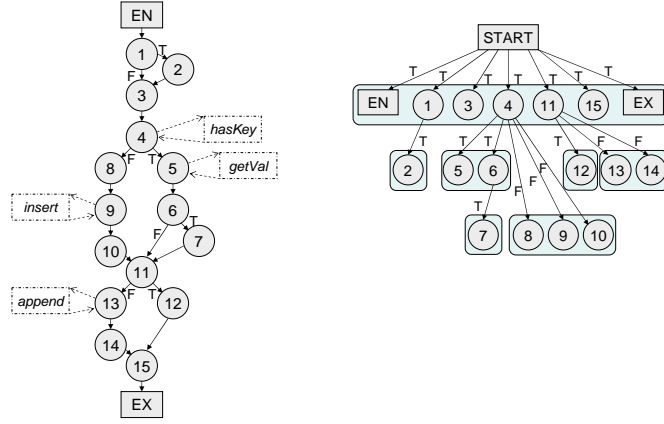 EN
1
T
2
F
3
4
hasKey
F
T
8
5
getVal
insert
9
6
F
T
7
10
11
F
T
append
13
12
14
15
EX
START
T T T T T T T
EN 1 3 4 11 15 EX
T T T T F F
2 5 6 12 13 14
T F F F
7 8 9 10